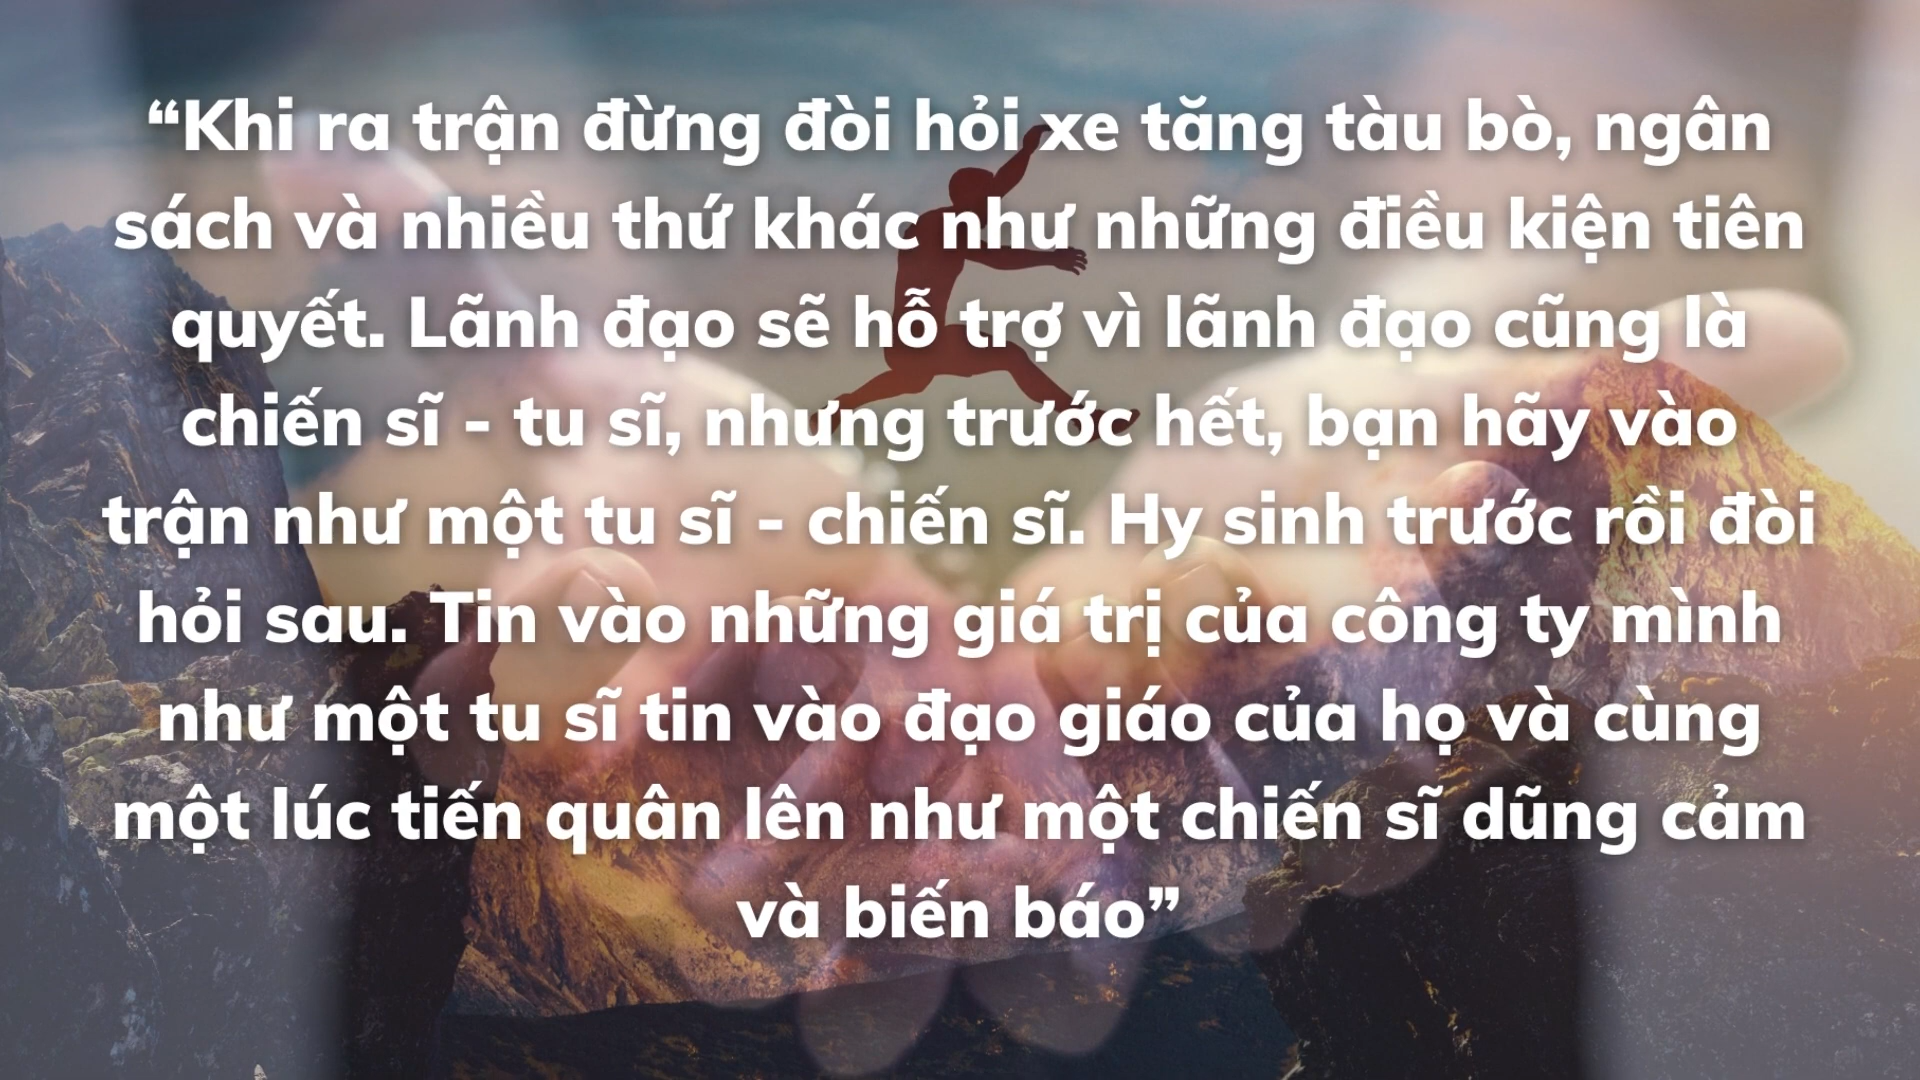 “Khi ra trận đừng đòi hỏi xe tăng tàu bò, ngân
sách và nhiều thứ khác như những điều kiện tiên
quyết. Lãnh đạo sẽ hỗ trợ vì lãnh đạo cũng là
chiến sĩ - tu sĩ, nhưng trước hết, bạn hãy vào
trận như một tu sĩ - chiến sĩ. Hy sinh trước rồi đòi
hỏi sau. Tin vào những giá trị của công ty mình
như một tu sĩ tin vào đạo giáo của họ và cùng
một lúc tiến quân lên như một chiến sĩ dũng cảm
và biến báo”